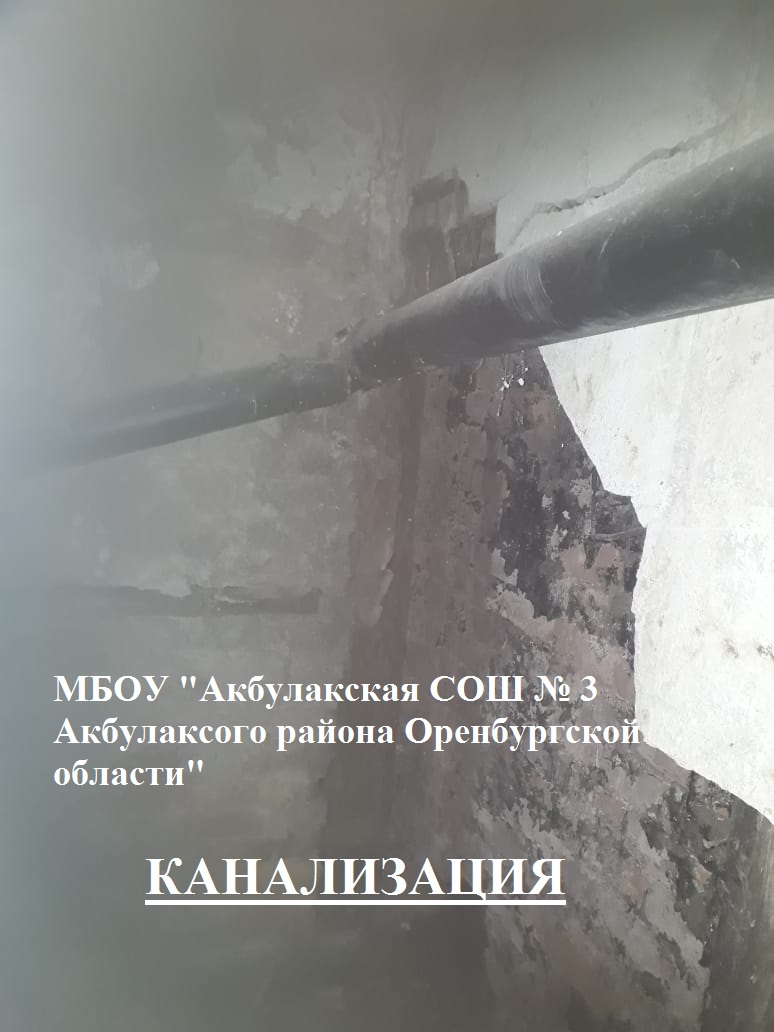 МБОУ "Акбулакская СОШ № 3
Акбулаксого района Оренбургской
области"
КАНАЛИЗАЦИЯ